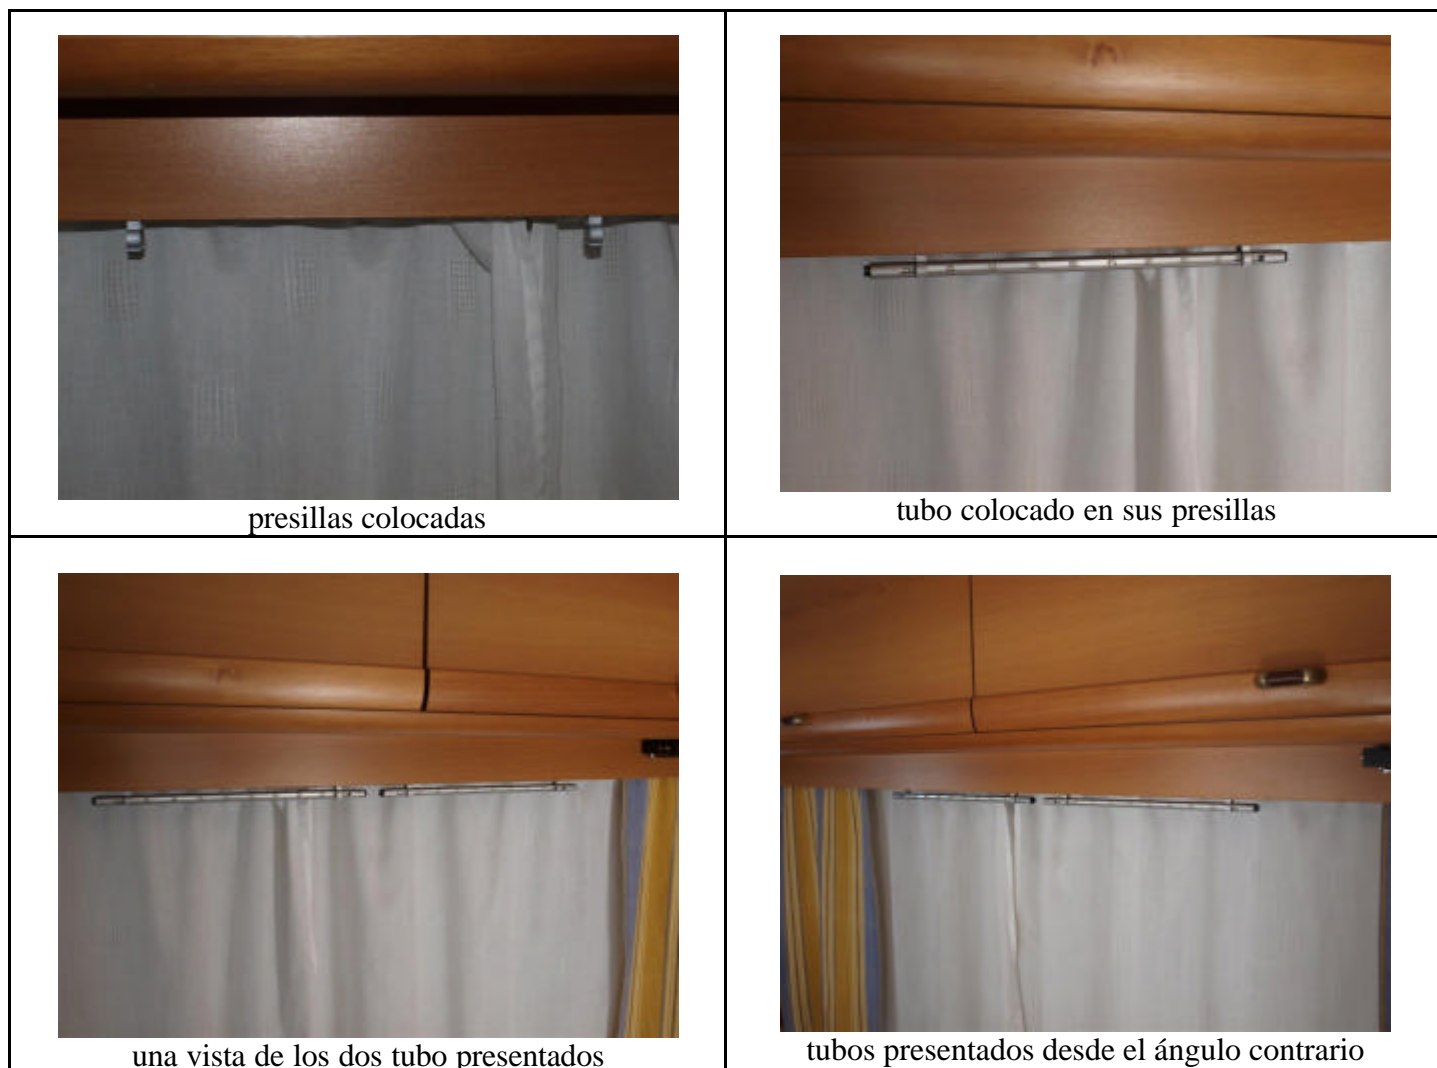 presillas colocadas
tubo colocado en sus presillas
una vista de los dos tubo presentados
tubos presentados desde el ángulo contrario